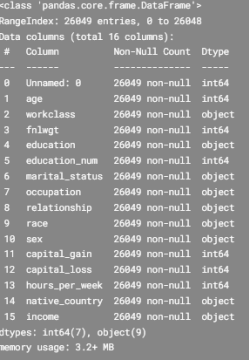 <class 'pandas.core.frame.DataFrame'>
RangeIndex: 26049 entries, 0 to 26048
Data columns (total 16 columns):
# Column Non-Null Count Dtype
--- ------ -------------- -----
0 Unnamed: 0 26049 non-null int64
1 age 26049 non-null int64
2 workclass 26049 non-null object
3 fnlwgt 26049 non-null int64
4 education 26049 non-null object
5 education_num 26049 non-null int64
6 marital_status 26049 non-null object
7 occupation 26049 non-null object
8 relationship 26049 non-null object
9 race 26049 non-null object
10 sex 26049 non-null object
11 capital_gain 26049 non-null int64
12 capital_loss 26049 non-null int64
13 hours_per_week 26049 non-null int64
14 native_country 26049 non-null object
15 income 26049 non-null object
dtypes: int64(7), object(9)
memory usage: 3.2+ MB